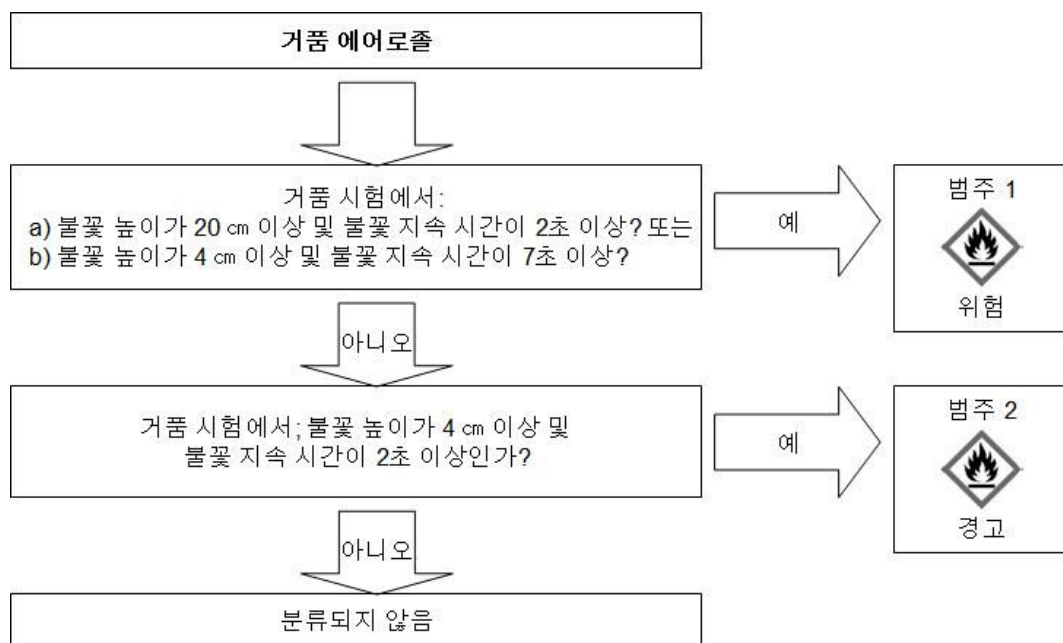 거품 에어로졸
거품 시험에서:
a) 불꽃 높이가 20 ㎝ 이상 및 불꽃 지속 시간이 2초 이상? 또는
b) 불꽃 높이가 4 ㎝ 이상 및 불꽃 지속 시간이 7초 이상?
예
범주 1
위험
아니오
거품 시험에서; 불꽃 높이가 4 ㎝ 이상 및
불꽃 지속 시간이 2초 이상인가?
예
범주 2
경고
아니오
분류되지 않음